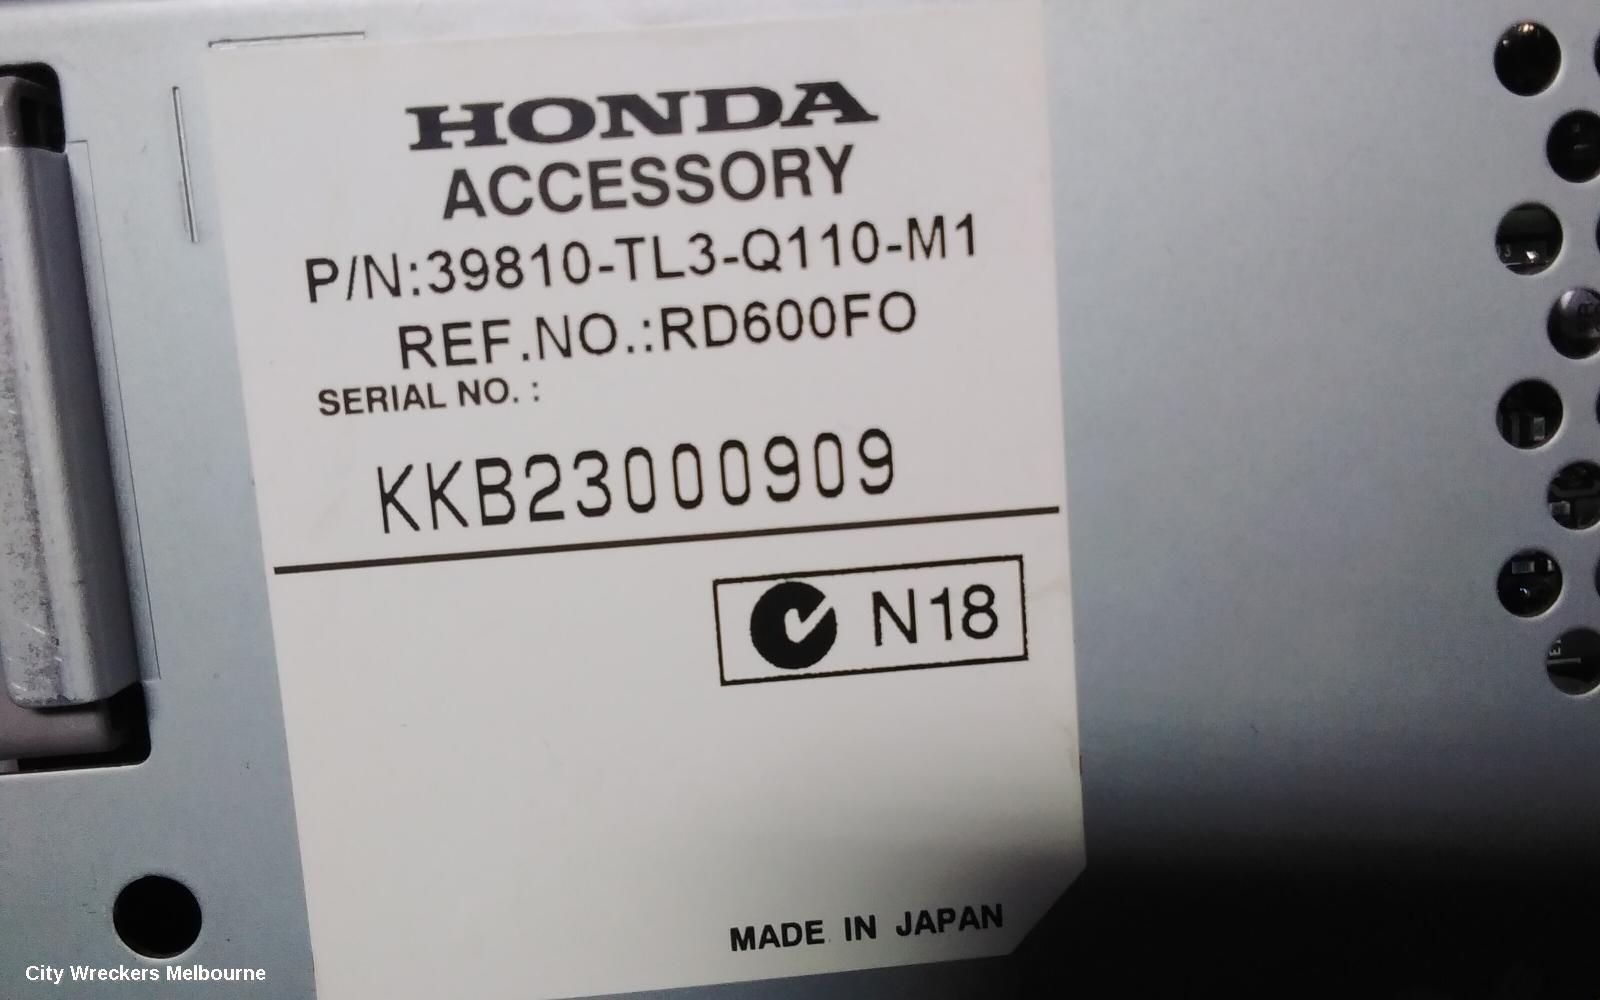 HONDA
ACCESSORY
P/N:39810-TL3-Q110-M1
REF.NO.:RD600FO
SERIAL NO. :
KKB23000909
N18
MADE IN JAPAN
City Wreckers Melbourne